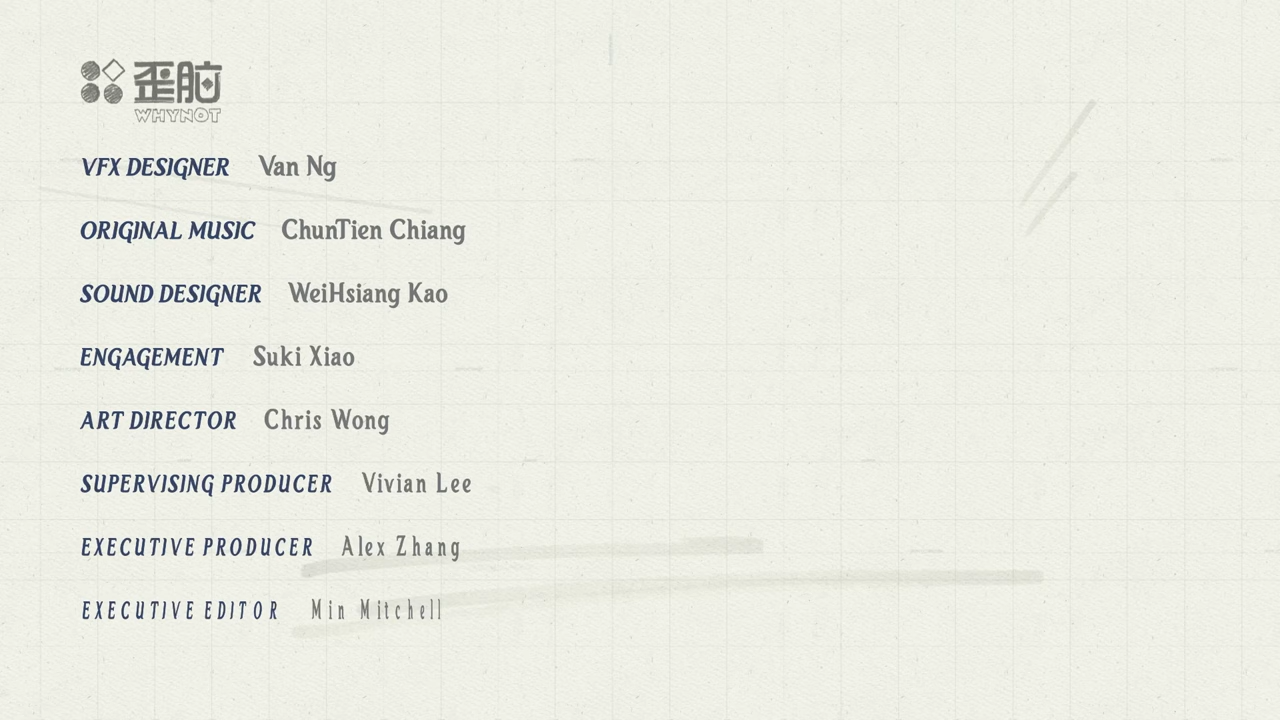 歪脑
WHYNOT
VFX DESIGNER Van Ng
ORIGINAL MUSIC ChunTien Chiang
SOUND DESIGNER WeiHsiang Kao
ENGAGEMENT Suki Xiao
ART DIRECTOR Chris Wong
SUPERVISING PRODUCER Vivian Lee
EXECUTIVE PRODUCER Alex Zhang
EXECUTIVE EDITOR Min Mitchell